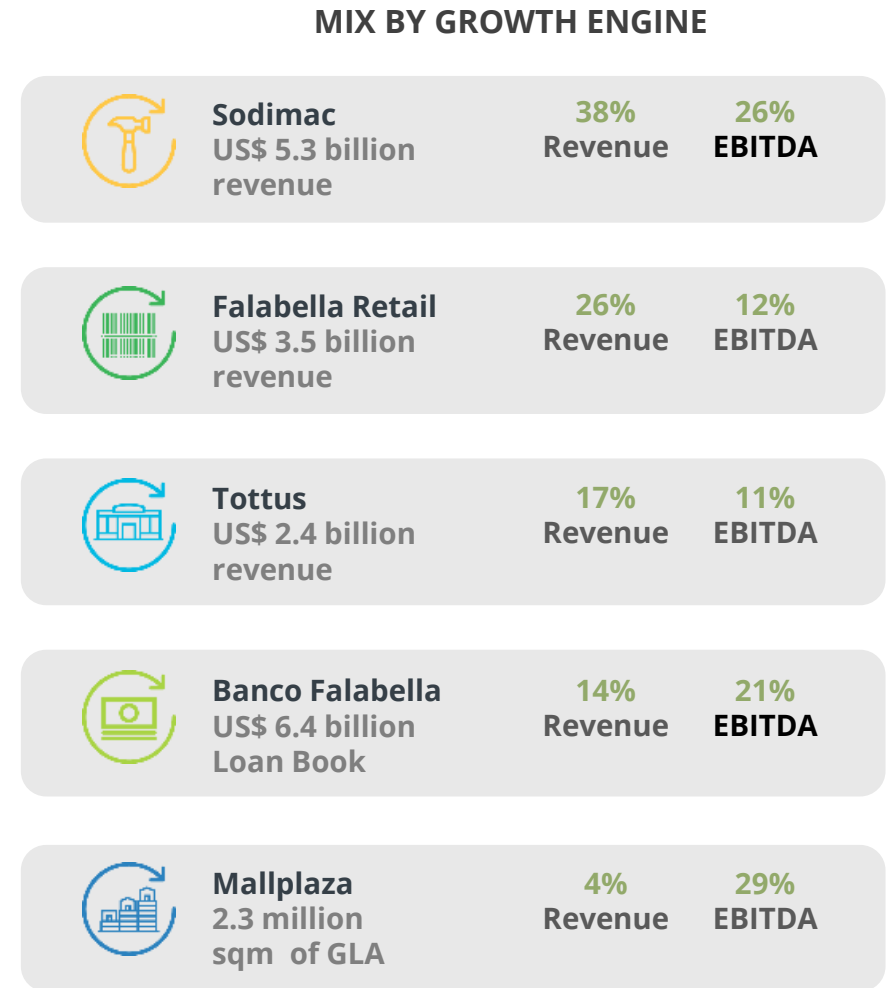 MIX BY GROWTH ENGINE
Sodimac
US$ 5.3 billion
revenue
38%
Revenue
26%
EBITDA
Falabella Retail
US$ 3.5 billion
revenue
26%
Revenue
12%
EBITDA
Tottus
US$ 2.4 billion
revenue
17%
Revenue
11%
EBITDA
Banco Falabella
US$ 6.4 billion
Loan Book
14%
Revenue
21%
EBITDA
Mallplaza
2.3 million
sqm of GLA
4%
Revenue
29%
EBITDA